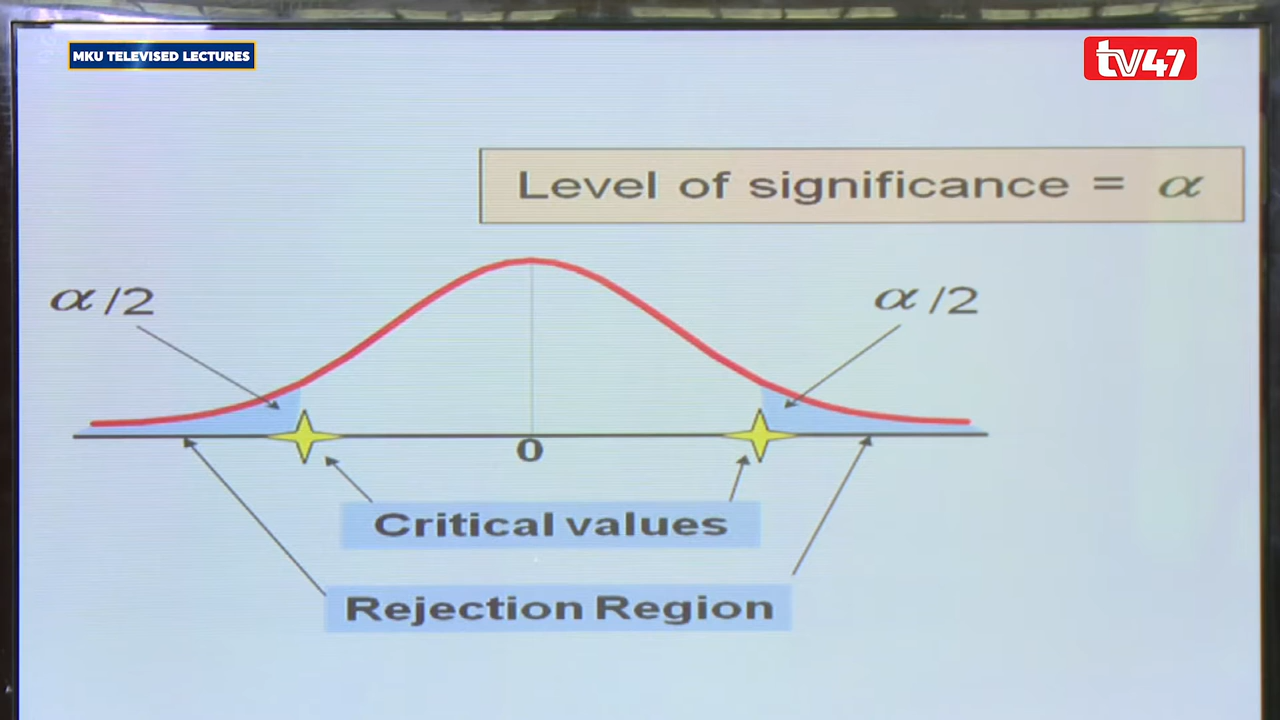 MKU TELEVISED LECTURES
tv47
Level of significance = α
α/2
α/2
0
Critical values
Rejection Region